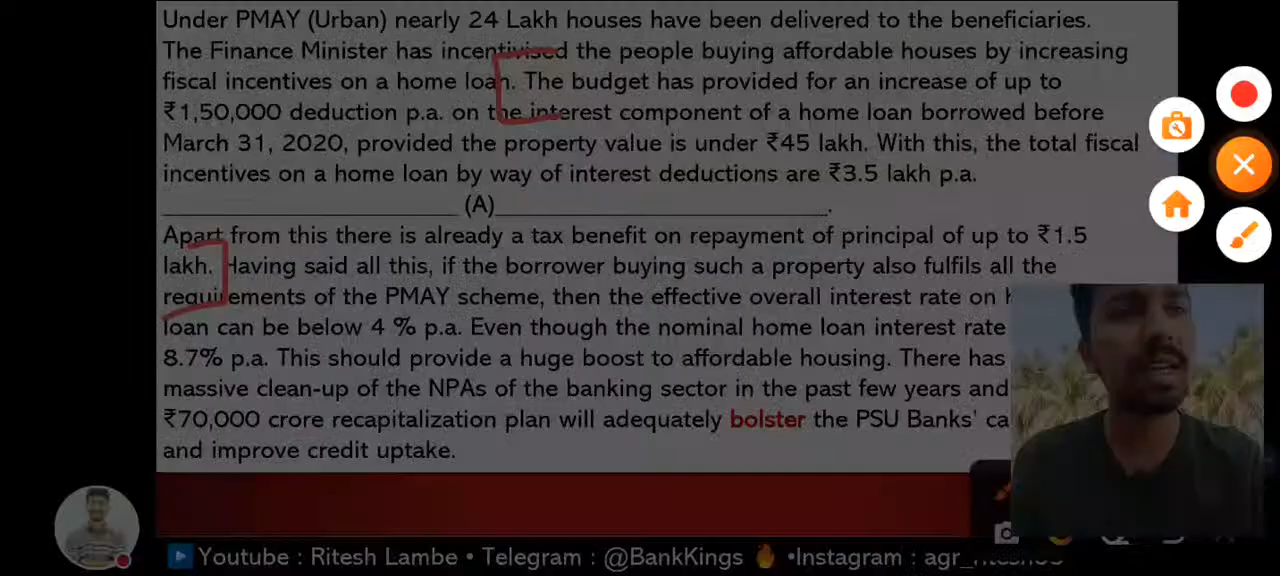 Under PMAY (Urban) nearly 24 Lakh houses have been delivered to the beneficiaries.
The Finance Minister has incentivised the people buying affordable houses by increasing
fiscal incentives on a home loan. The budget has provided for an increase of up to
₹1,50,000 deduction p.a. on the interest component of a home loan borrowed before
March 31, 2020, provided the property value is under ₹45 lakh. With this, the total fiscal
incentives on a home loan by way of interest deductions are ₹3.5 lakh p.a.
____________________________ (A)________________________________.
Apart from this there is already a tax benefit on repayment of principal of up to ₹1.5
lakh. Having said all this, if the borrower buying such a property also fulfils all the
requirements of the PMAY scheme, then the effective overall interest rate on
loan can be below 4 % p.a. Even though the nominal home loan interest rate
8.7% p.a. This should provide a huge boost to affordable housing. There has
massive clean-up of the NPAs of the banking sector in the past few years and
₹70,000 crore recapitalization plan will adequately bolster the PSU Banks'
and improve credit uptake.
Youtube : Ritesh Lambe • Telegram : @BankKings 🔥 •Instagram :